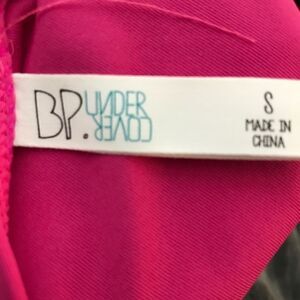 BP. UNDER
COVER
S
MADE IN
CHINA